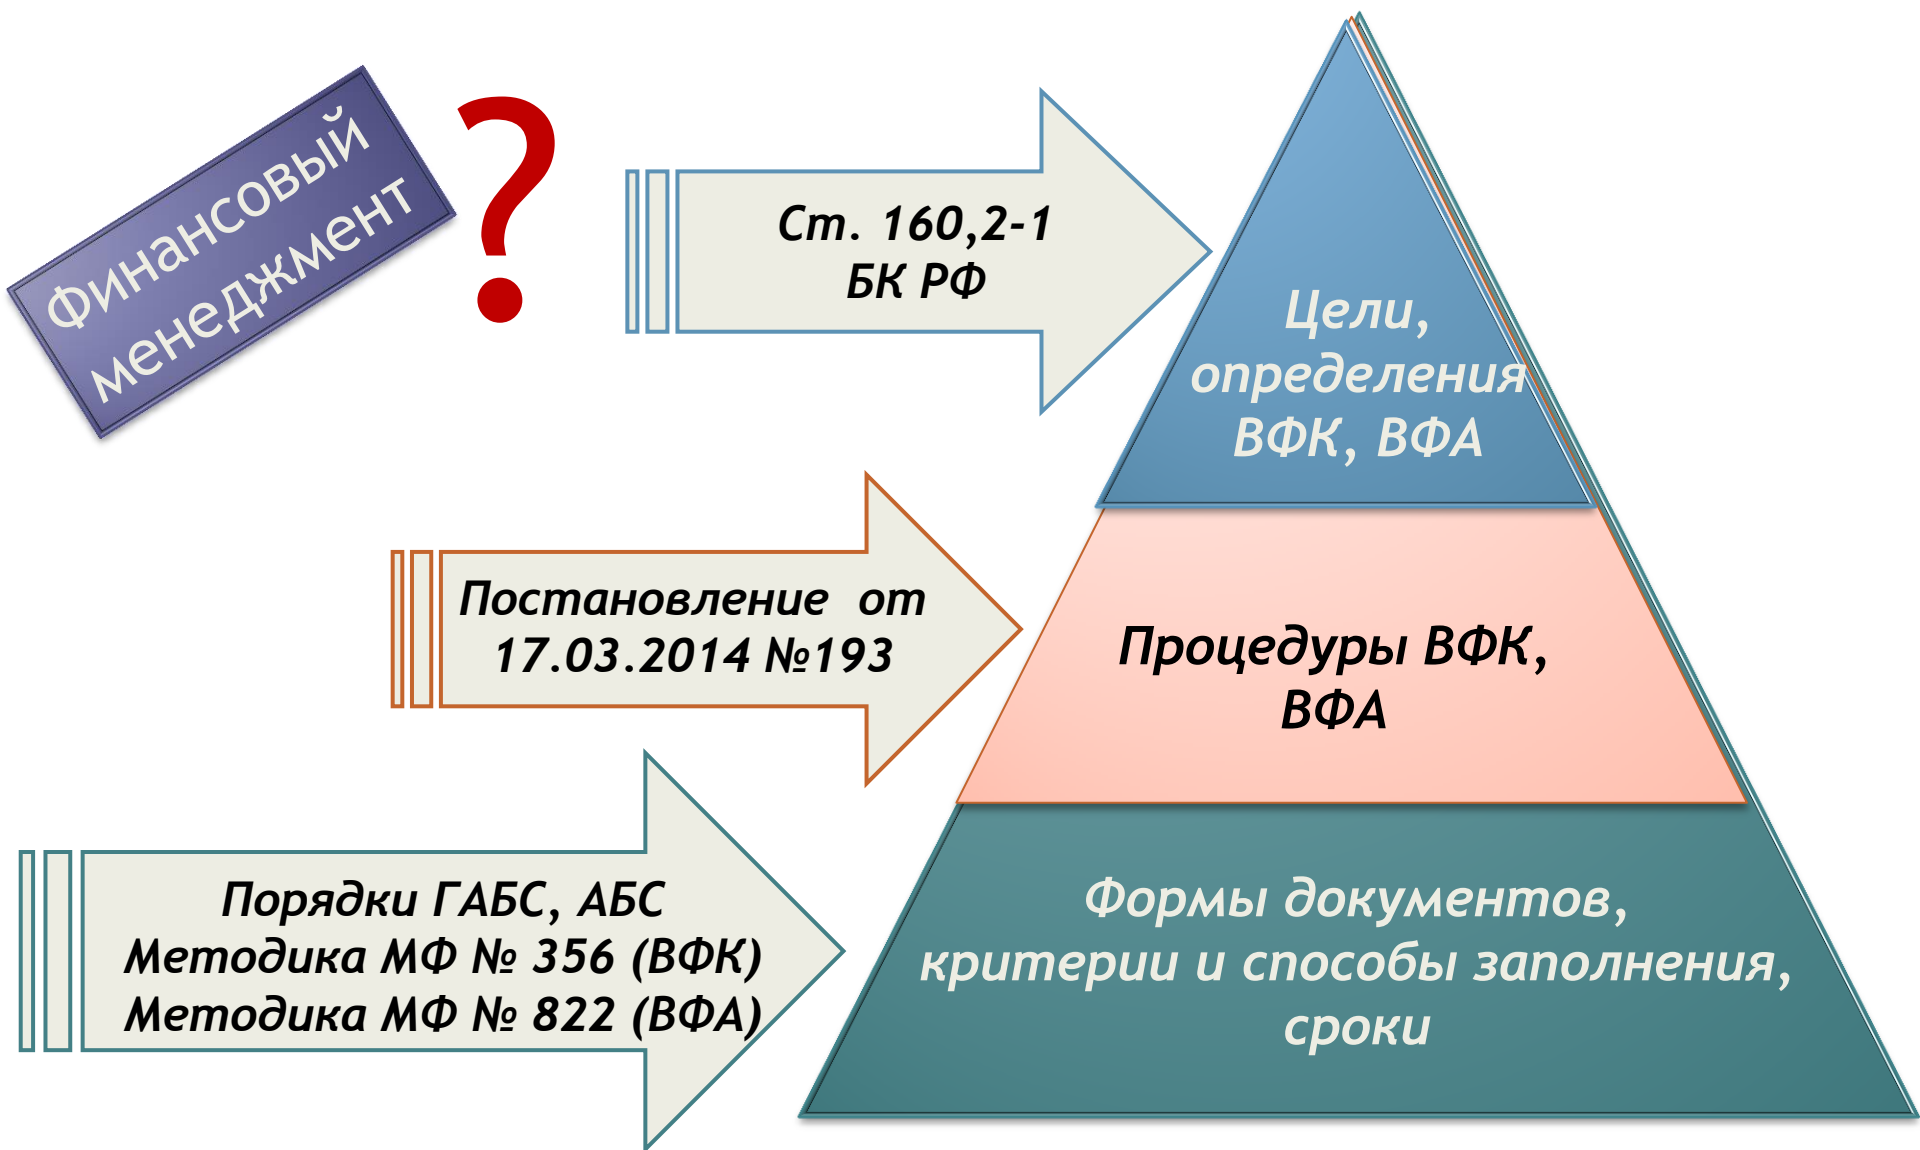 Финансовый
менеджмент
?
Ст. 160,2-1
БК РФ
Цели,
определения
ВФК, ВФА
Постановление от
17.03.2014 №193
Процедуры ВФК,
ВФА
Порядки ГАБС, АБС
Методика МФ № 356 (ВФК)
Методика МФ № 822 (ВФА)
Формы документов,
критерии и способы заполнения,
сроки